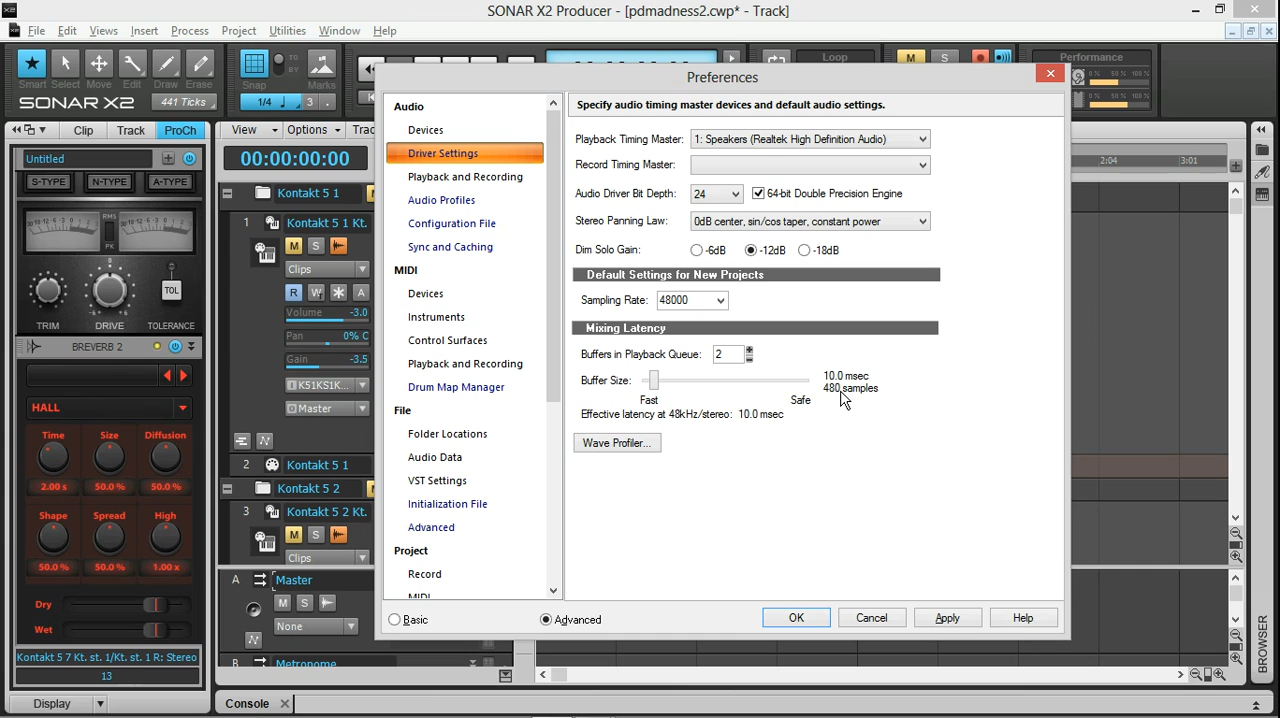 SONAR X2 Producer - [pdmadness2.cwp* - Track]
File Edit Views Insert Process Project Utilities Window Help
Smart Select Move Edit Draw Erase Snap Marks
TO
BY
SONAR X2 441 Ticks 1/4 3
Loop M S Performance
0 % 50 % 100 %
0 % 50 % 100 %
Clip Track ProCh
Untitled
S-TYPE N-TYPE A-TYPE
RMS
PK
TOL
TRIM DRIVE TOLERANCE
BREVERB 2
HALL
Time Size Diffusion
2.00 s 50.0 % 50.0 %
Shape Spread High
50.0 % 50.0 % 1.00 x
Dry
Wet
Kontakt 5 7 Kt. st. 1/Kt. st. 1 R: Stereo
13
Display
View Options Trac
00:00:00:00
Kontakt 5 1
1 Kontakt 5 1 Kt.
M S
Clips
R W A
Volume -3.0
Pan 0% C
Gain -3.5
K51KS1K...
Master
2 Kontakt 5 1
Kontakt 5 2
3 Kontakt 5 2 Kt.
M S
Clips
A Master
M S
None
B Metronome
Console
2:04 3:01
BROWSER
Preferences
Audio
Devices
Driver Settings
Playback and Recording
Audio Profiles
Configuration File
Sync and Caching
MIDI
Devices
Instruments
Control Surfaces
Playback and Recording
Drum Map Manager
File
Folder Locations
Audio Data
VST Settings
Initialization File
Advanced
Project
Record
MIDI
Basic Advanced
Specify audio timing master devices and default audio settings.
Playback Timing Master: 1: Speakers (Realtek High Definition Audio)
Record Timing Master:
Audio Driver Bit Depth: 24 64-bit Double Precision Engine
Stereo Panning Law: 0dB center, sin/cos taper, constant power
Dim Solo Gain: -6dB -12dB -18dB
Default Settings for New Projects
Sampling Rate: 48000
Mixing Latency
Buffers in Playback Queue: 2
Buffer Size: 10.0 msec
480 samples
Fast Safe
Effective latency at 48kHz/stereo: 10.0 msec
Wave Profiler...
OK Cancel Apply Help